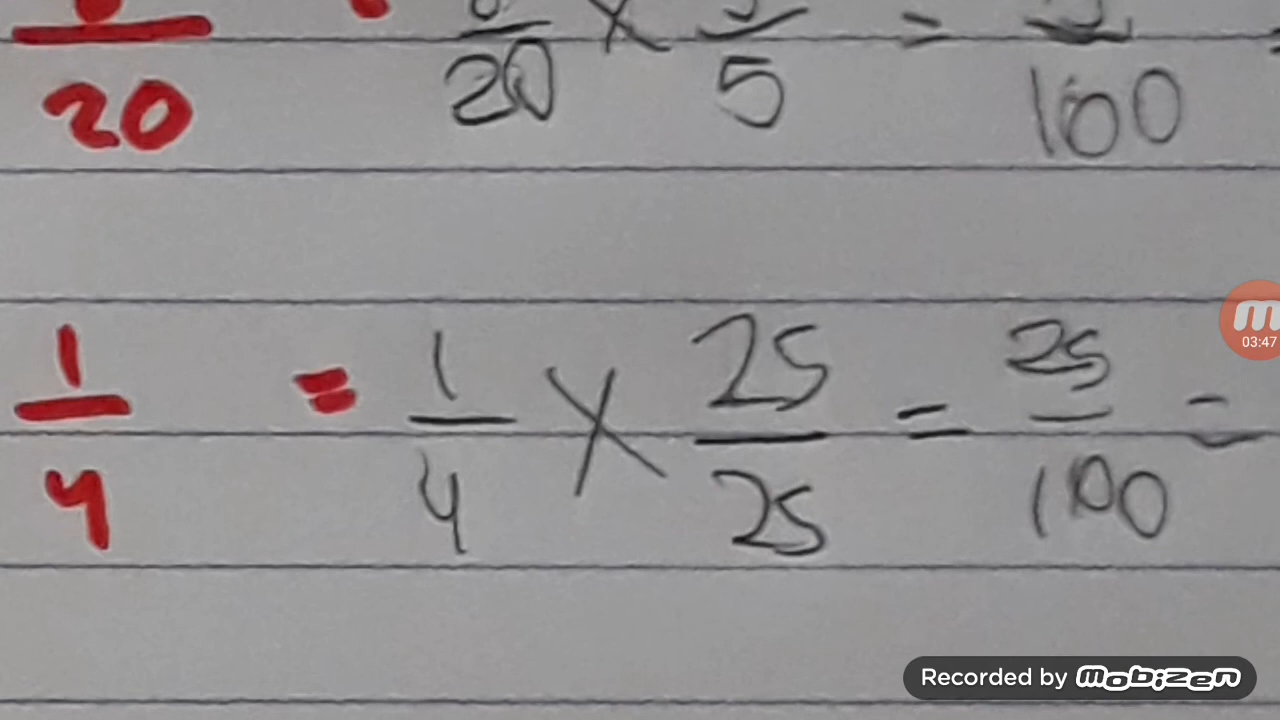 20 20 × 5 = 100
1/4 = 1/4 × 25/25 = 25/100 =
03:47
Recorded by mobizen